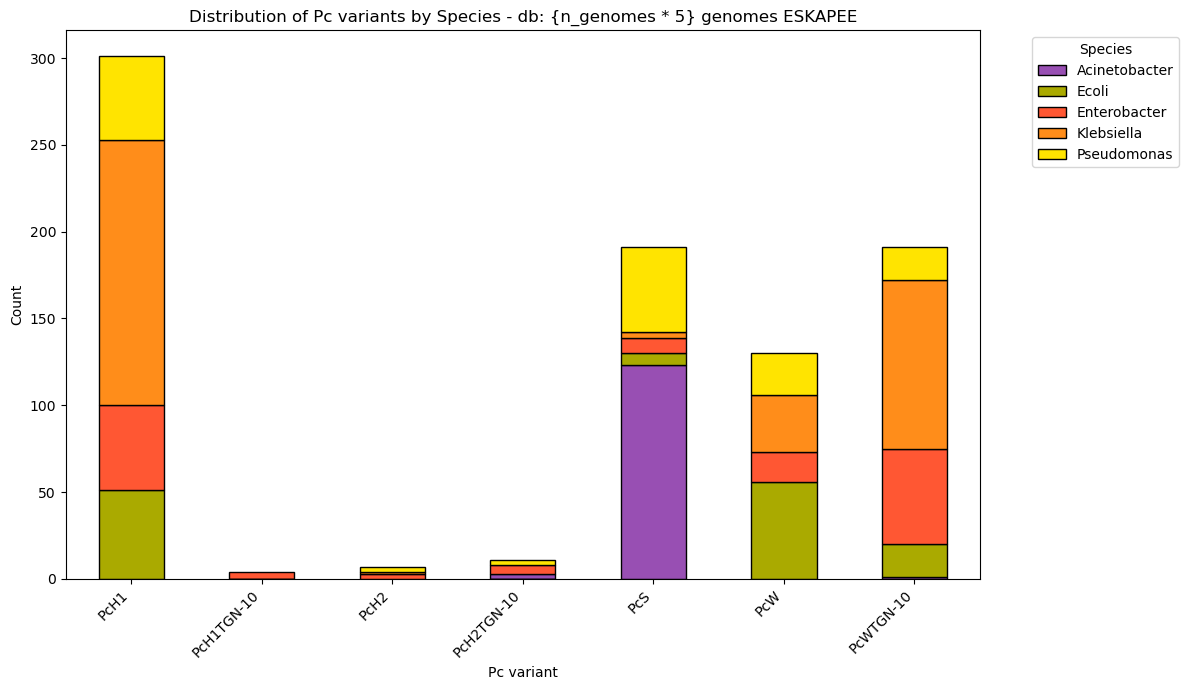 Distribution of Pc variants by Species - db: {n_genomes * 5} genomes ESKAPEE
Species
Acinetobacter
Ecoli
Enterobacter
Klebsiella
Pseudomonas
Count
300
250
200
150
100
50
0
PcH1
PcH1TGN-10
PcH2
PcH2TGN-10
PcS
PcW
PcWTGN-10
Pc variant